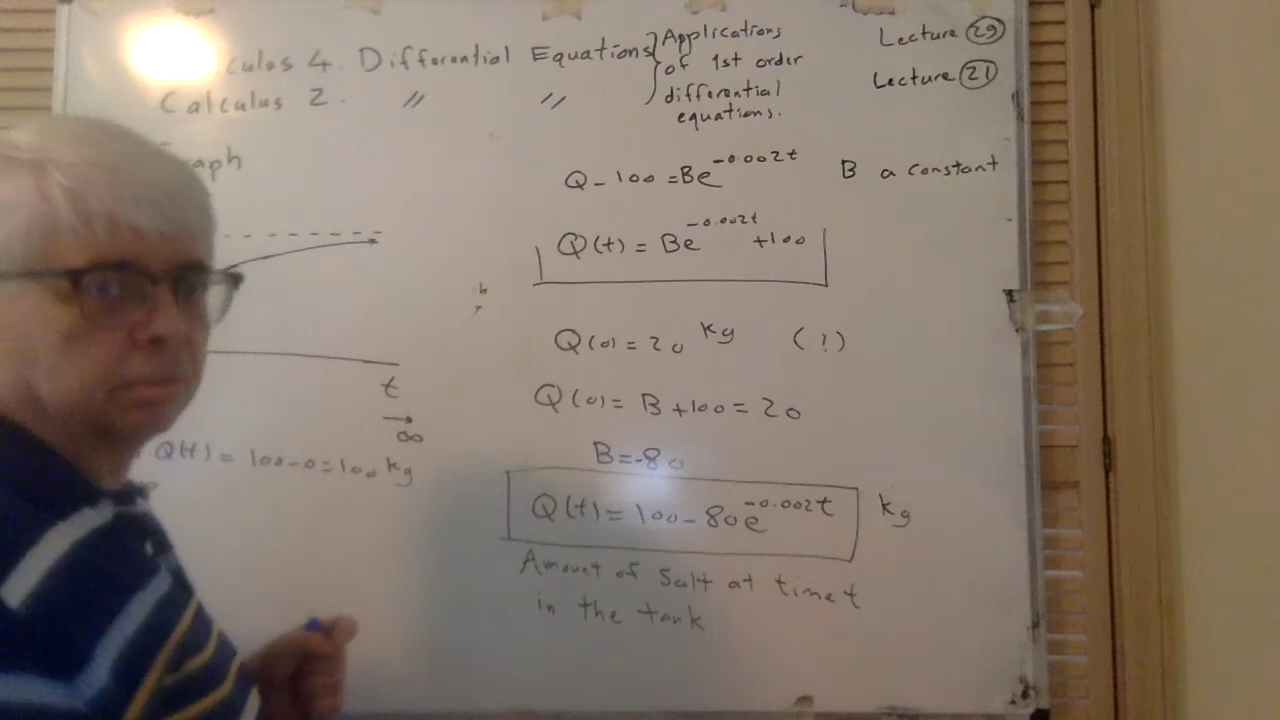 culus 4. Differential Equations } Applications of 1st order differential equations. Lecture 29
Calculus 2. " " Lecture 21
raph
Q - 100 = Be^-0.002t B a constant
Q(t) = Be^-0.002t + 100
Q(0) = 20 kg (?)
Q(0) = B + 100 = 20
t
→ ∞
B = -80
Q(t) = 100 - 0 = 100 kg
Q(t) = 100 - 80e^-0.002t kg
Amount of Salt at time t
in the tank